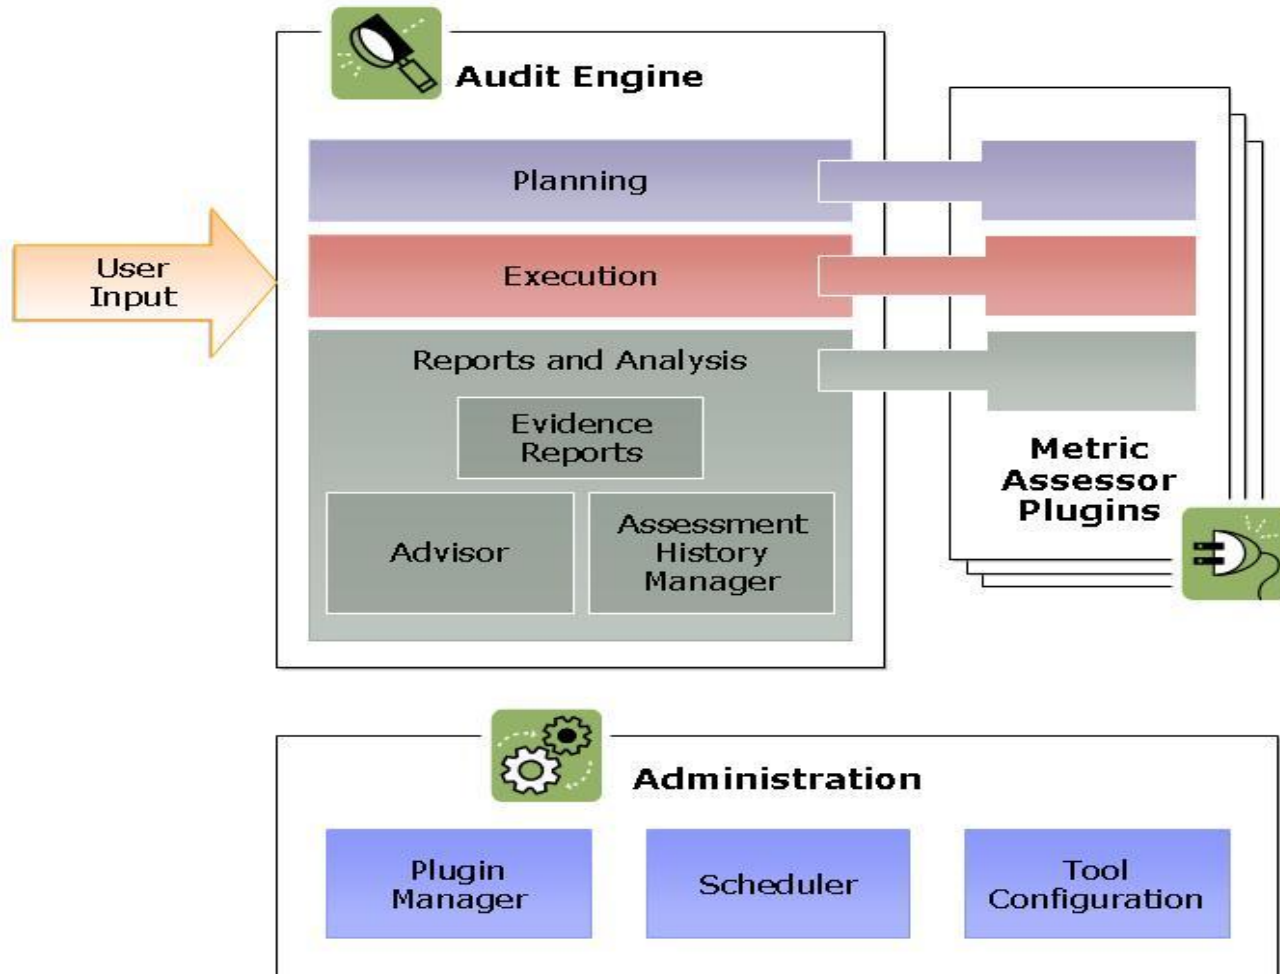 Audit Engine
Planning
User
Input
Execution
Reports and Analysis
Evidence
Reports
Advisor
Assessment
History
Manager
Metric
Assessor
Plugins
Administration
Plugin
Manager
Scheduler
Tool
Configuration